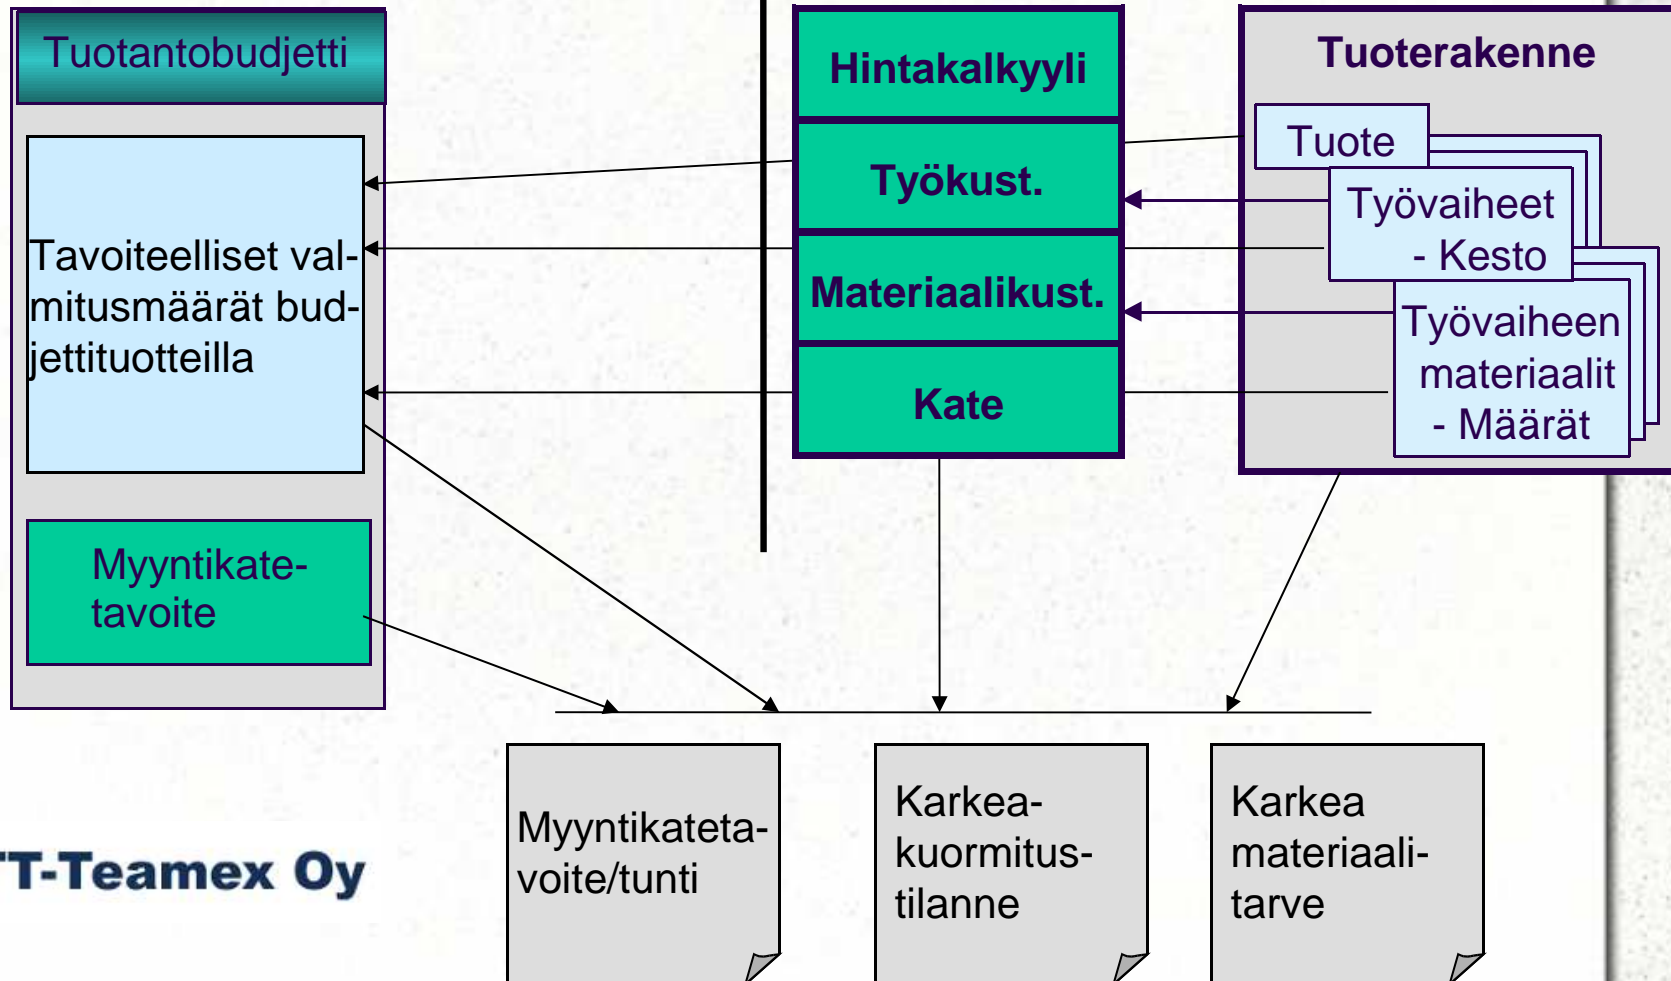 Tuotantobudjetti
Tavoiteelliset val-
mitusmäärät bud-
jettituotteilla
Myyntikate-
tavoite
Hintakalkyyli
Työkust.
Materiaalikust.
Kate
Tuoterakenne
Tuote
Työvaiheet
- Kesto
Työvaiheen
materiaalit
- Määrät
Myyntikateta-
voite/tunti
Karkea-
kuormitus-
tilanne
Karkea
materiaali-
tarve
T-Teamex Oy